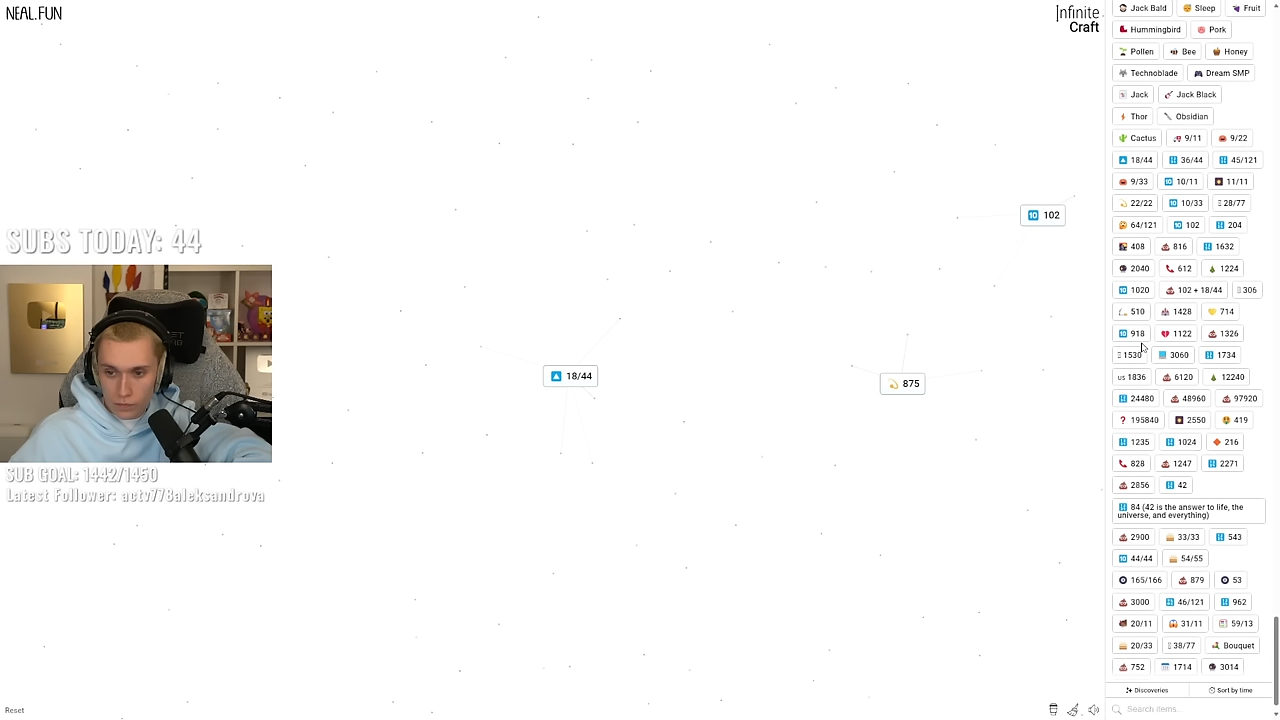 NEAL.FUN
Infinite
Craft
SUBS TODAY: 44
SUB GOAL: 1442/1450
Latest Follower: actv778aleksandrova
102
18/44
875
Reset
Jack Bald Sleep Fruit
Hummingbird Pork
Pollen Bee Honey
Technoblade Dream SMP
Jack Jack Black
Thor Obsidian
Cactus 9/11 9/22
18/44 36/44 45/121
9/33 10/11 11/11
22/22 10/33 28/77
64/121 102 204
408 816 1632
2040 612 1224
1020 102 + 18/44 306
510 1428 714
918 1122 1326
1530 3060 1734
us 1836 6120 12240
24480 48960 97920
195840 2550 419
1235 1024 216
828 1247 2271
2856 42
84 (42 is the answer to life, the
universe, and everything)
2900 33/33 543
44/44 54/55
165/166 879 53
3000 46/121 962
20/11 31/11 59/13
20/33 38/77 Bouquet
752 1714 3014
Discoveries Sort by time
Search items...